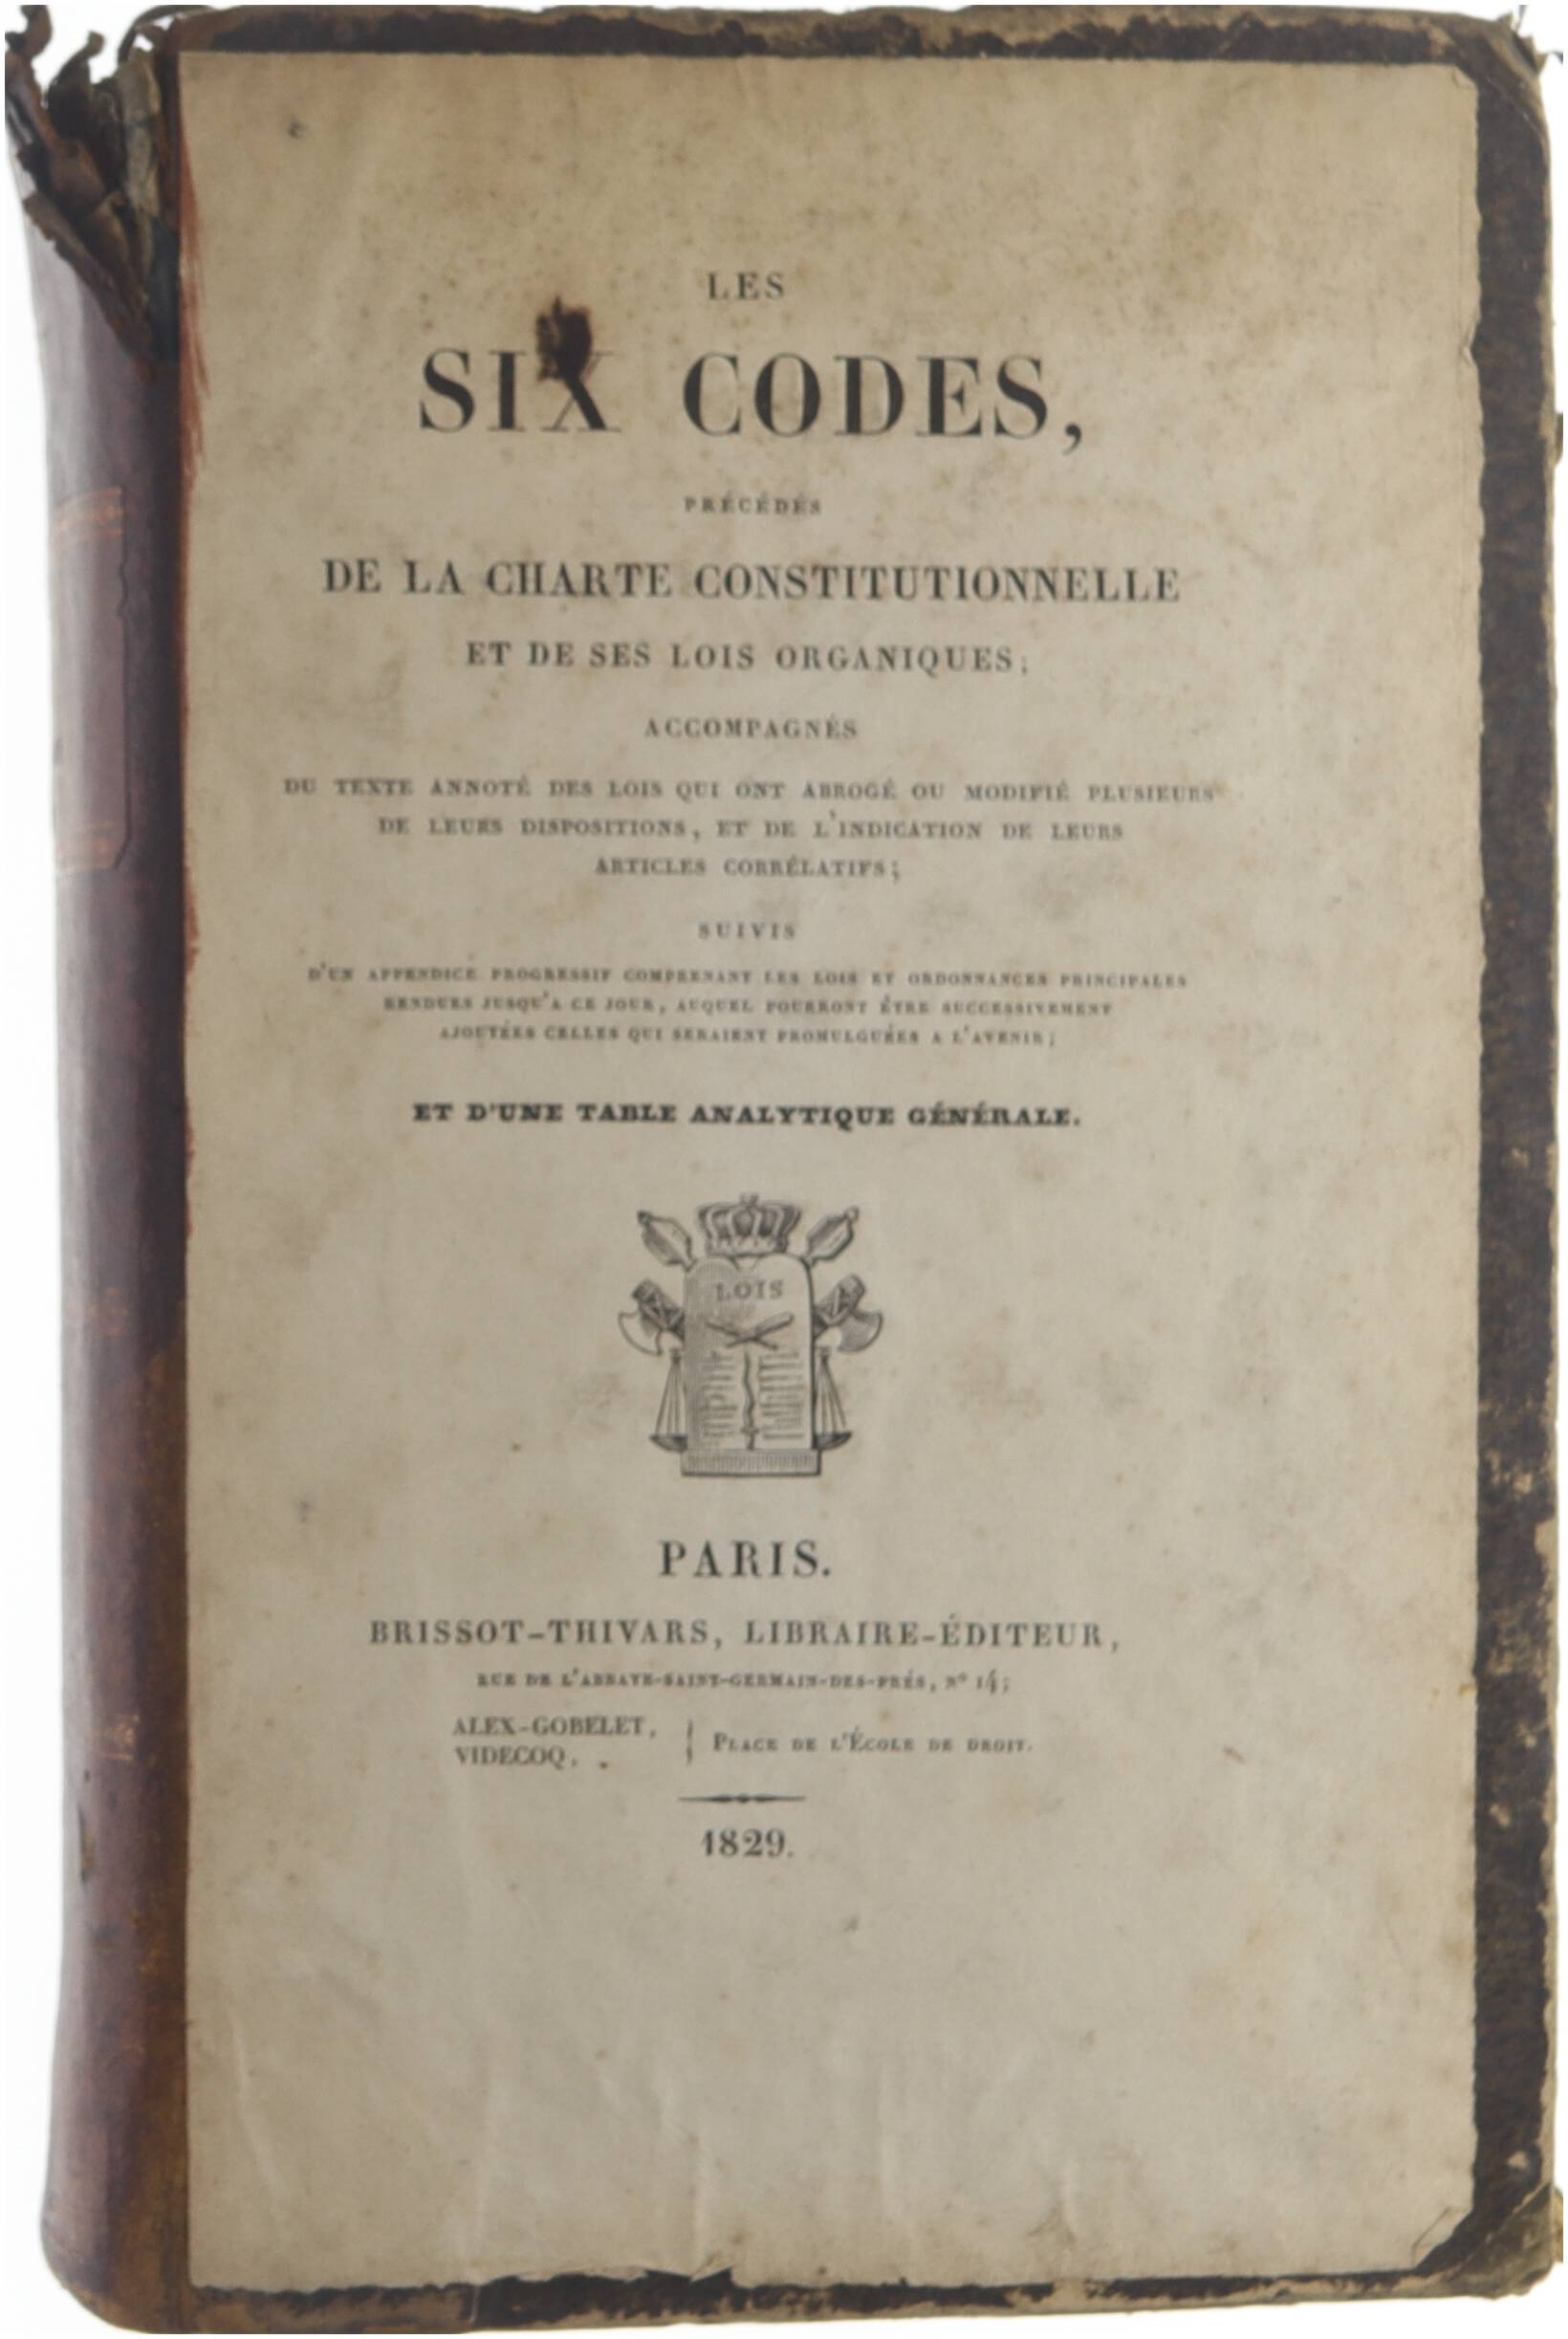 LES
SIX CODES,
PRÉCÉDÉS
DE LA CHARTE CONSTITUTIONNELLE
ET DE SES LOIS ORGANIQUES;
ACCOMPAGNÉS
DU TEXTE ANNOTÉ DES LOIS QUI ONT ABROGÉ OU MODIFIÉ PLUSIEURS
DE LEURS DISPOSITIONS, ET DE L'INDICATION DE LEURS
ARTICLES CORRÉLATIFS;
SUIVIS
D'UN APPENDICE PROGRESSIF COMPRENANT LES LOIS ET ORDONNANCES PRINCIPALES
RENDUES JUSQU'A CE JOUR, AUQUEL POURRONT ÊTRE SUCCESSIVEMENT
AJOUTÉES CELLES QUI SERAIENT PROMULGUÉES A L'AVENIR;
ET D'UNE TABLE ANALYTIQUE GÉNÉRALE.
LOIS
PARIS.
BRISSOT-THIVARS, LIBRAIRE-ÉDITEUR,
RUE DE L'ABBAYE-SAINT-GERMAIN-DES-PRÉS, N° 14;
ALEX-GOBELET,
VIDECOQ,
PLACE DE L'ÉCOLE DE DROIT.
1829.